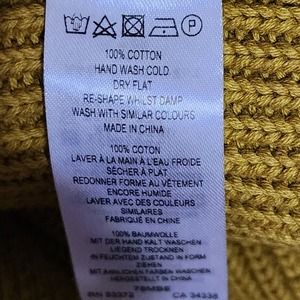 100% COTTON
HAND WASH COLD
DRY FLAT
RE-SHAPE WHILST DAMP
WASH WITH SIMILAR COLOURS
MADE IN CHINA
100% COTON
LAVER À LA MAIN À L'EAU FROIDE
SÉCHER À PLAT
REDONNER FORME AU VÊTEMENT
ENCORE HUMIDE
LAVER AVEC DES COULEURS
SIMILAIRES
FABRIQUÉ EN CHINE
100% BAUMWOLLE
MIT DER HAND KALT WASCHEN
LIEGEND TROCKNEN
IN FEUCHTEM ZUSTAND IN FORM
ZIEHEN
MIT ÄHNLICHEN FARBEN WASCHEN
RN 93372 CA 34338